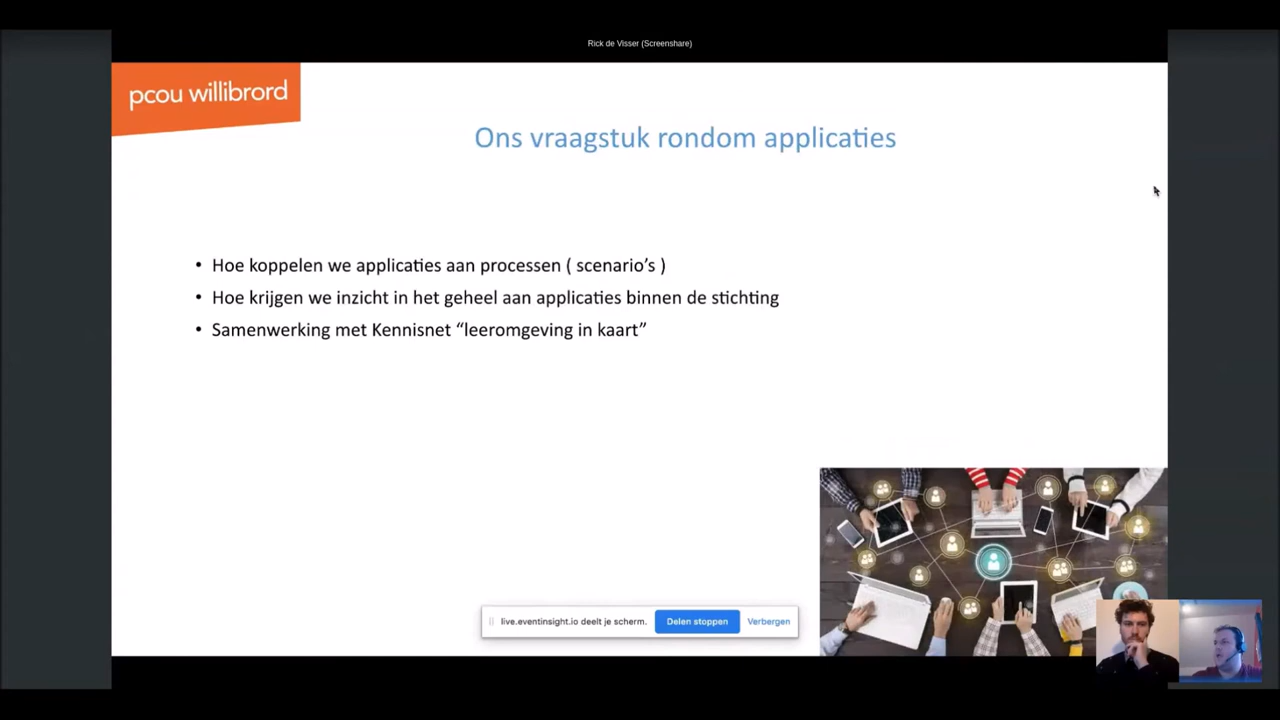 Rick de Visser (Screenshare)
pcou willibrord
Ons vraagstuk rondom applicaties
• Hoe koppelen we applicaties aan processen ( scenario’s )
• Hoe krijgen we inzicht in het geheel aan applicaties binnen de stichting
• Samenwerking met Kennisnet “leeromgeving in kaart”
live.eventinsight.io deelt je scherm. Delen stoppen Verbergen